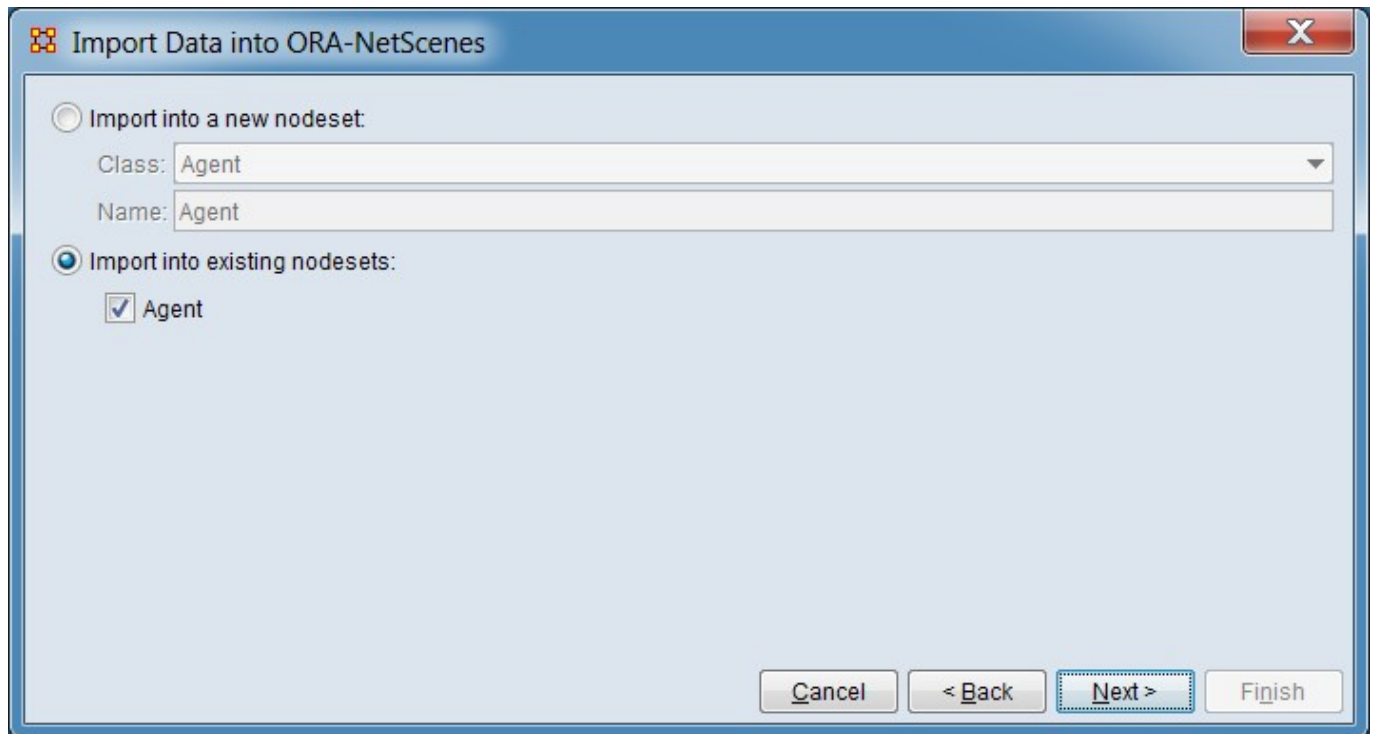 Import Data into ORA-NetScenes
X
Import into a new nodeset:
Class: Agent
Name: Agent
Import into existing nodesets:
Agent
Cancel < Back Next > Finish